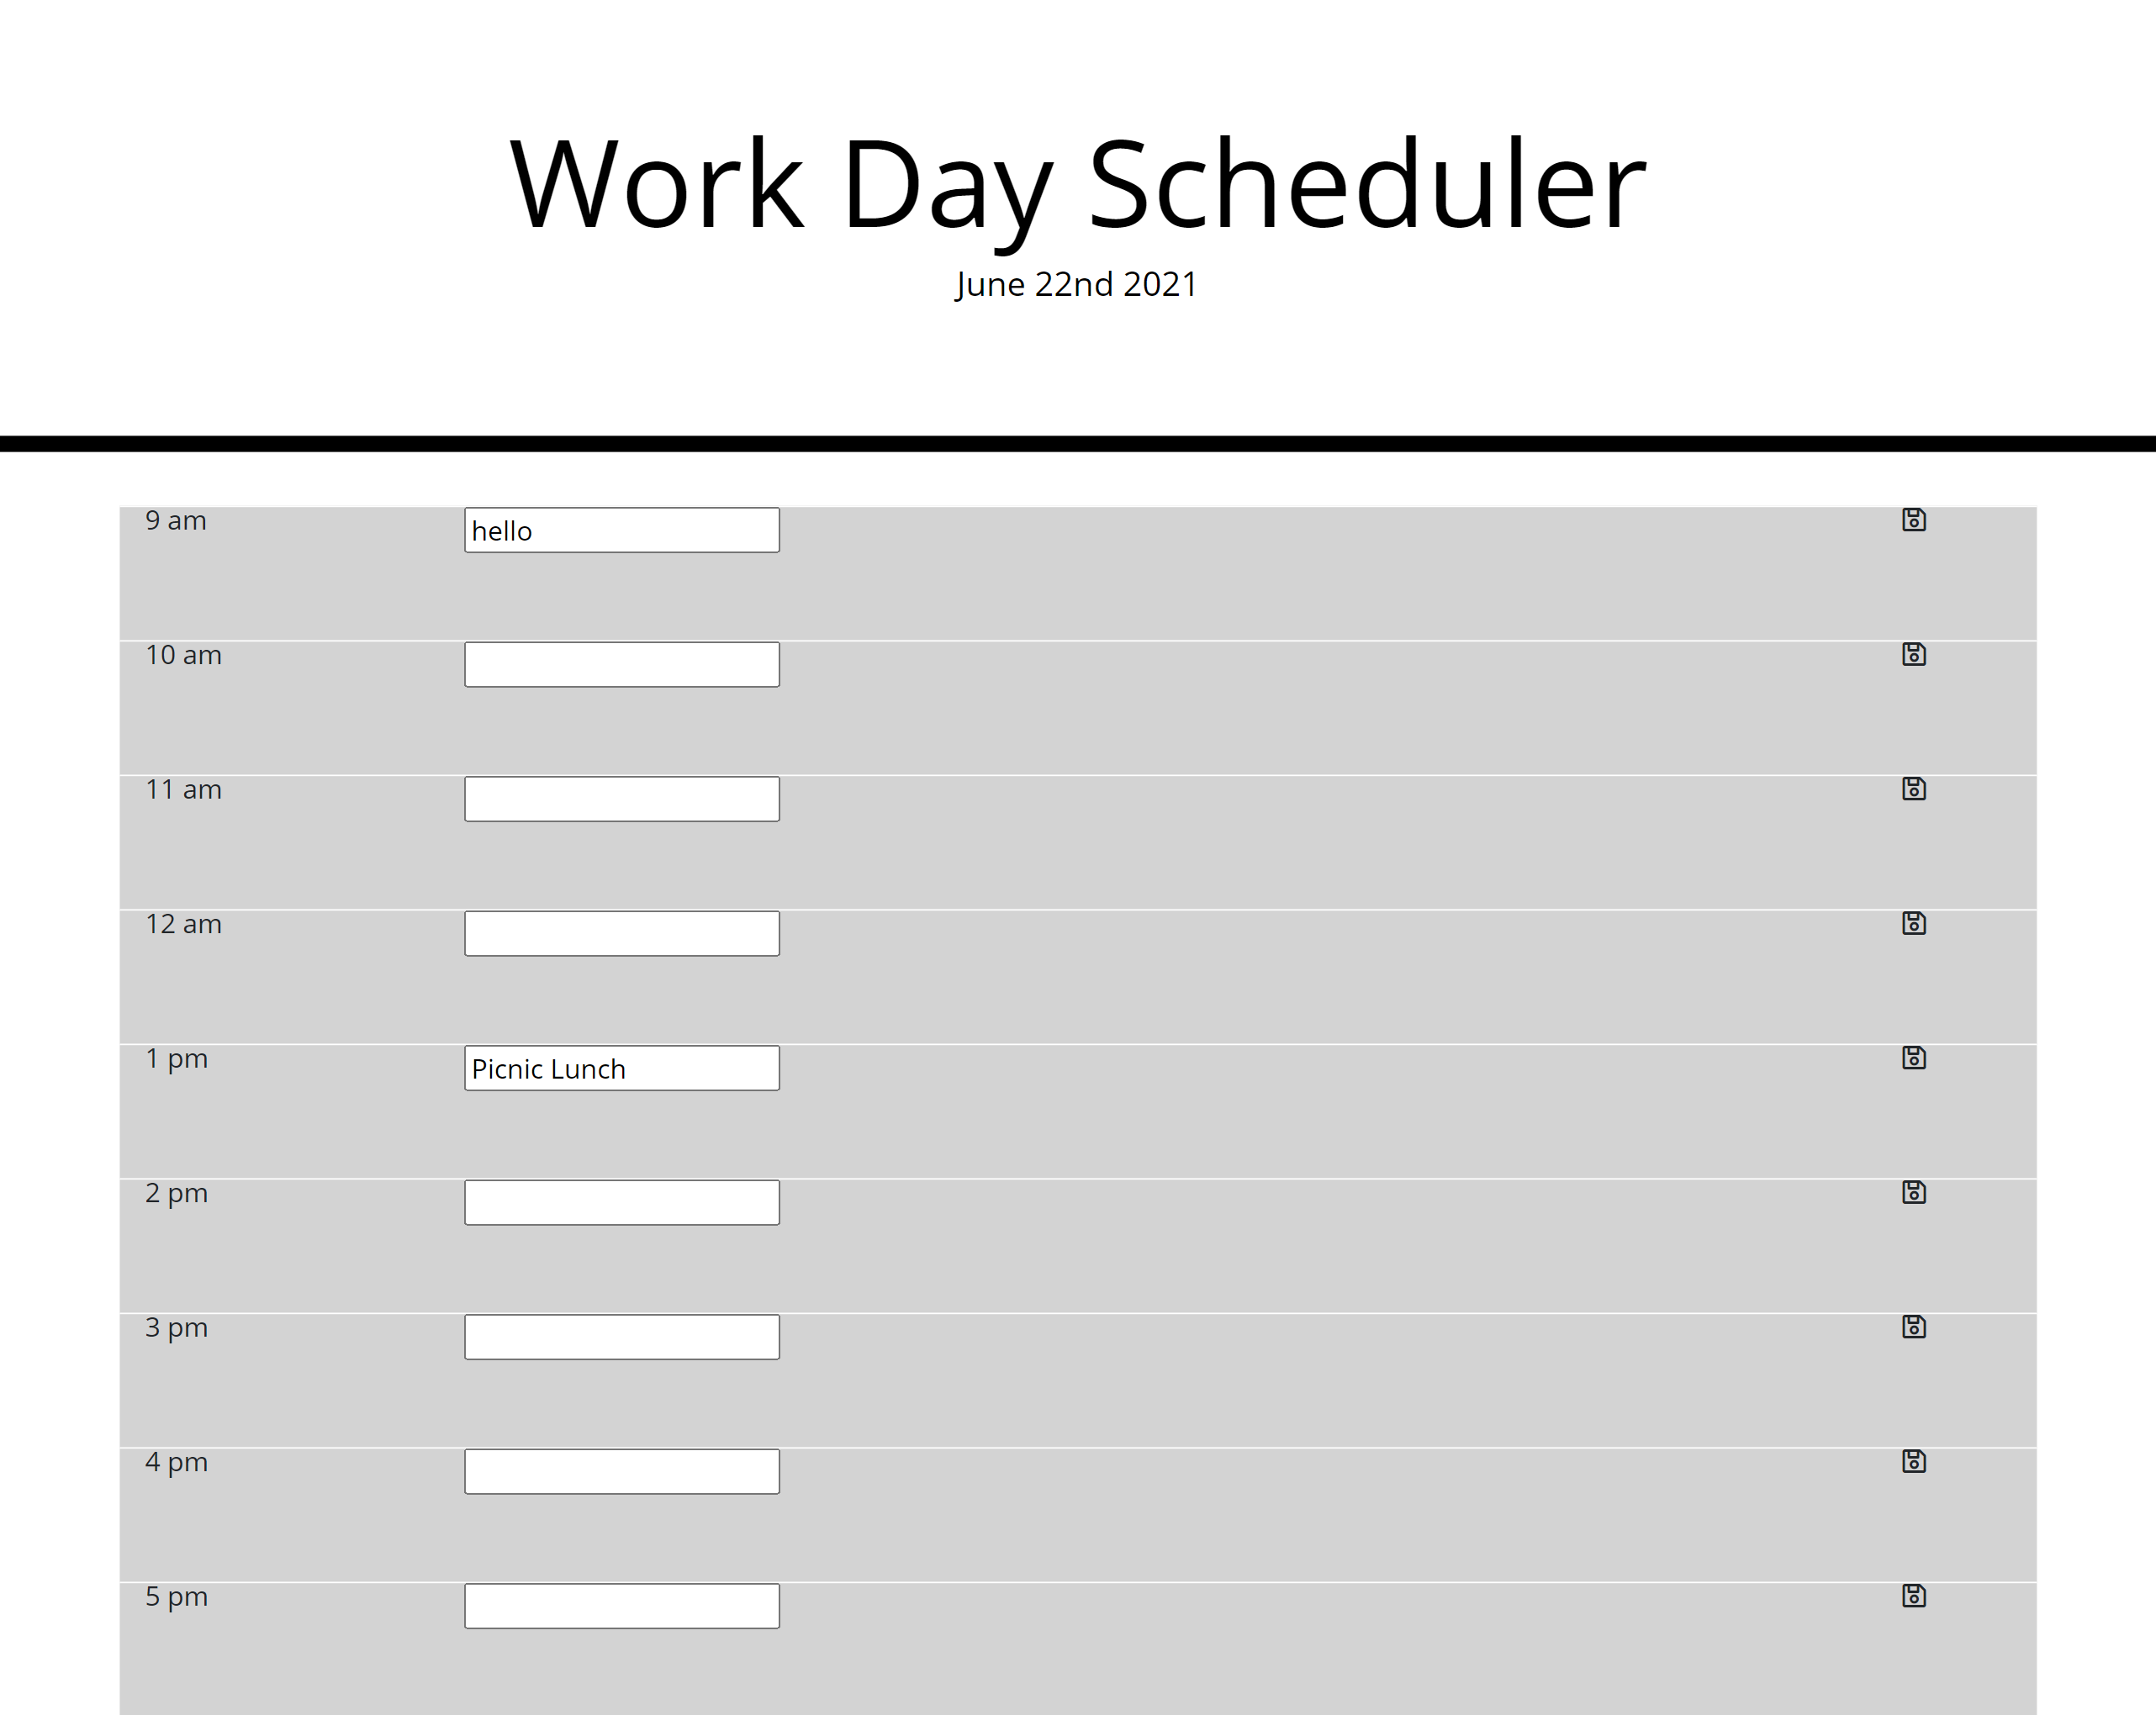 Work Day Scheduler
June 22nd 2021
9 am hello
10 am
11 am
12 am
1 pm Picnic Lunch
2 pm
3 pm
4 pm
5 pm